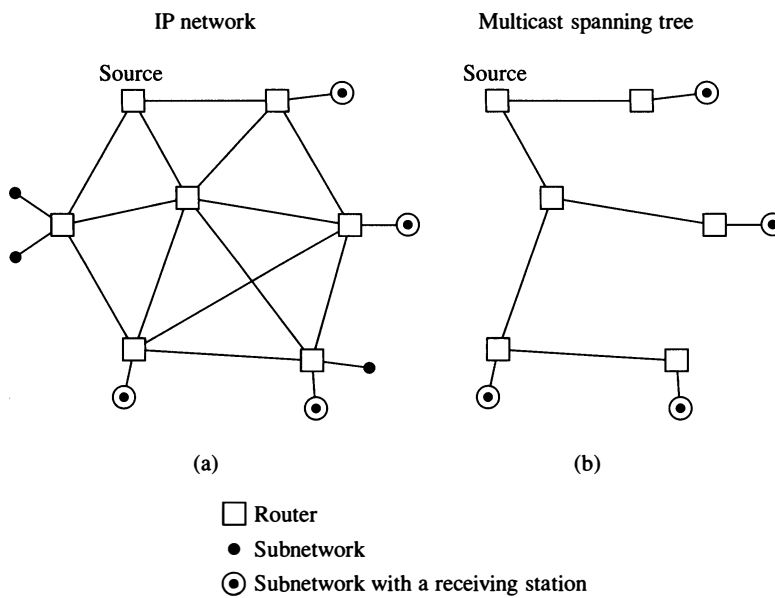 IP network
Multicast spanning tree
Source
Source
(a)
(b)
Router
Subnetwork
Subnetwork with a receiving station